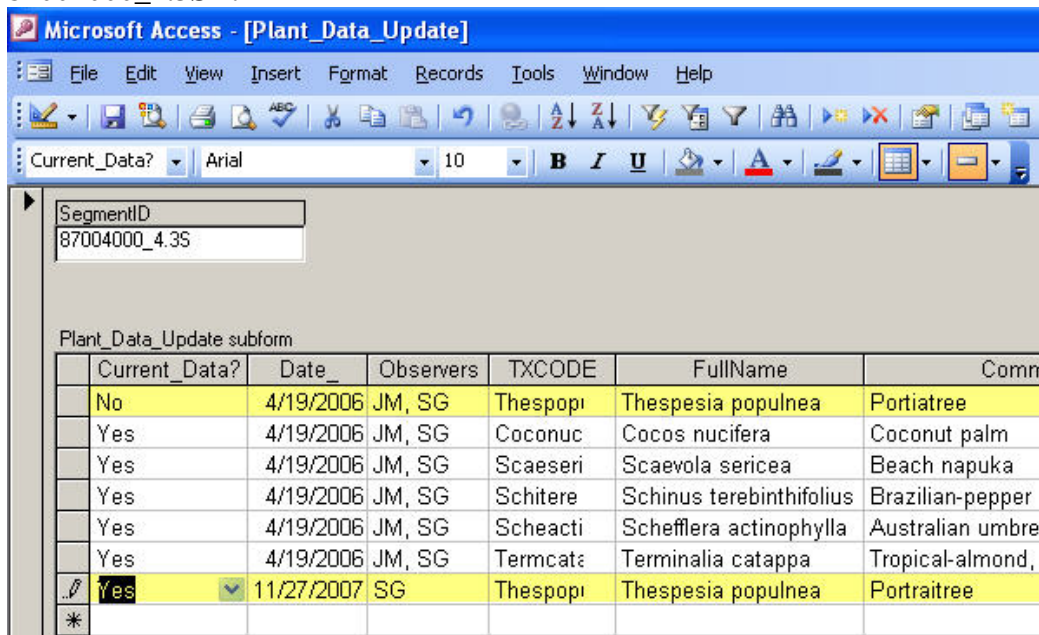 Microsoft Access - [Plant_Data_Update]
File Edit View Insert Format Records Tools Window Help
Current_Data? Arial 10 B I U A
SegmentID
87004000_4.3S
Plant_Data_Update subform
Current_Data? Date_ Observers TXCODE FullName Comm
No 4/19/2006 JM, SG Thespopu Thespesia populnea Portiatree
Yes 4/19/2006 JM, SG Coconuc Cocos nucifera Coconut palm
Yes 4/19/2006 JM, SG Scaeseri Scaevola sericea Beach napuka
Yes 4/19/2006 JM, SG Schitere Schinus terebinthifolius Brazilian-pepper
Yes 4/19/2006 JM, SG Scheacti Schefflera actinophylla Australian umbre
Yes 4/19/2006 JM, SG Termcata Terminalia catappa Tropical-almond,
Yes 11/27/2007 SG Thespopu Thespesia populnea Portraitree